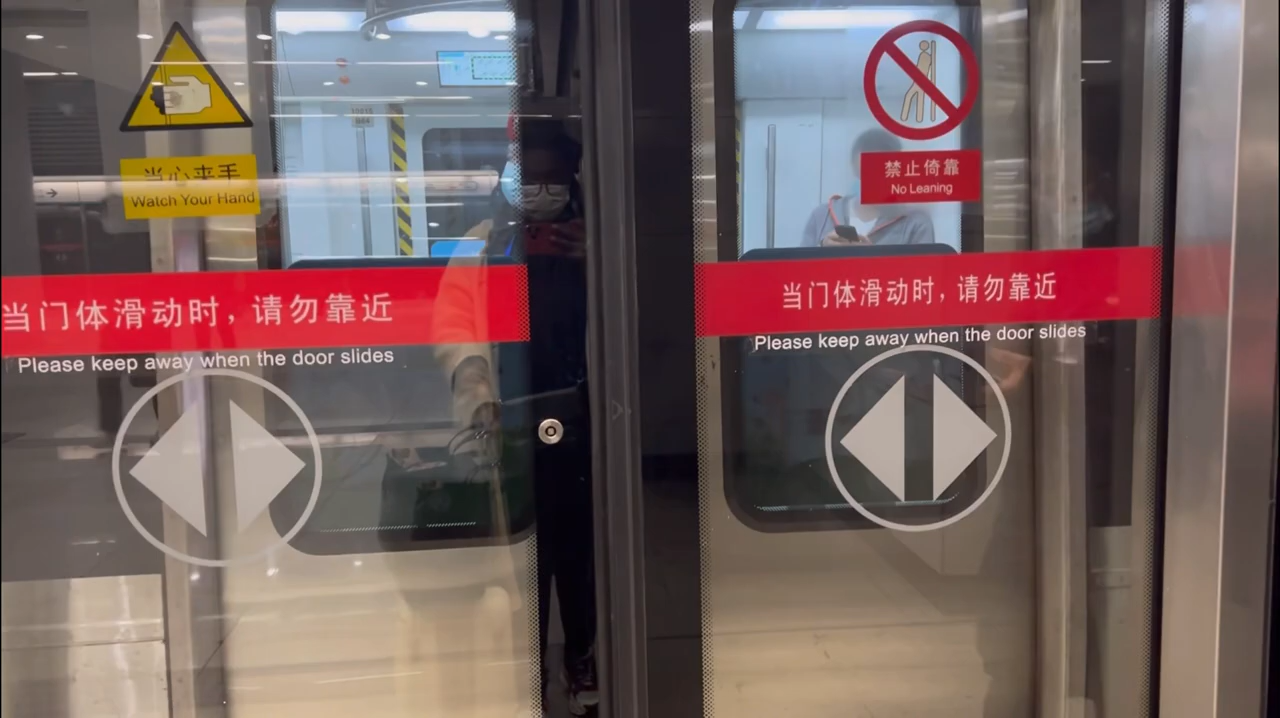 当心夹手
Watch Your Hand
禁止倚靠
No Leaning
当门体滑动时，请勿靠近
Please keep away when the door slides
当门体滑动时，请勿靠近
Please keep away when the door slides